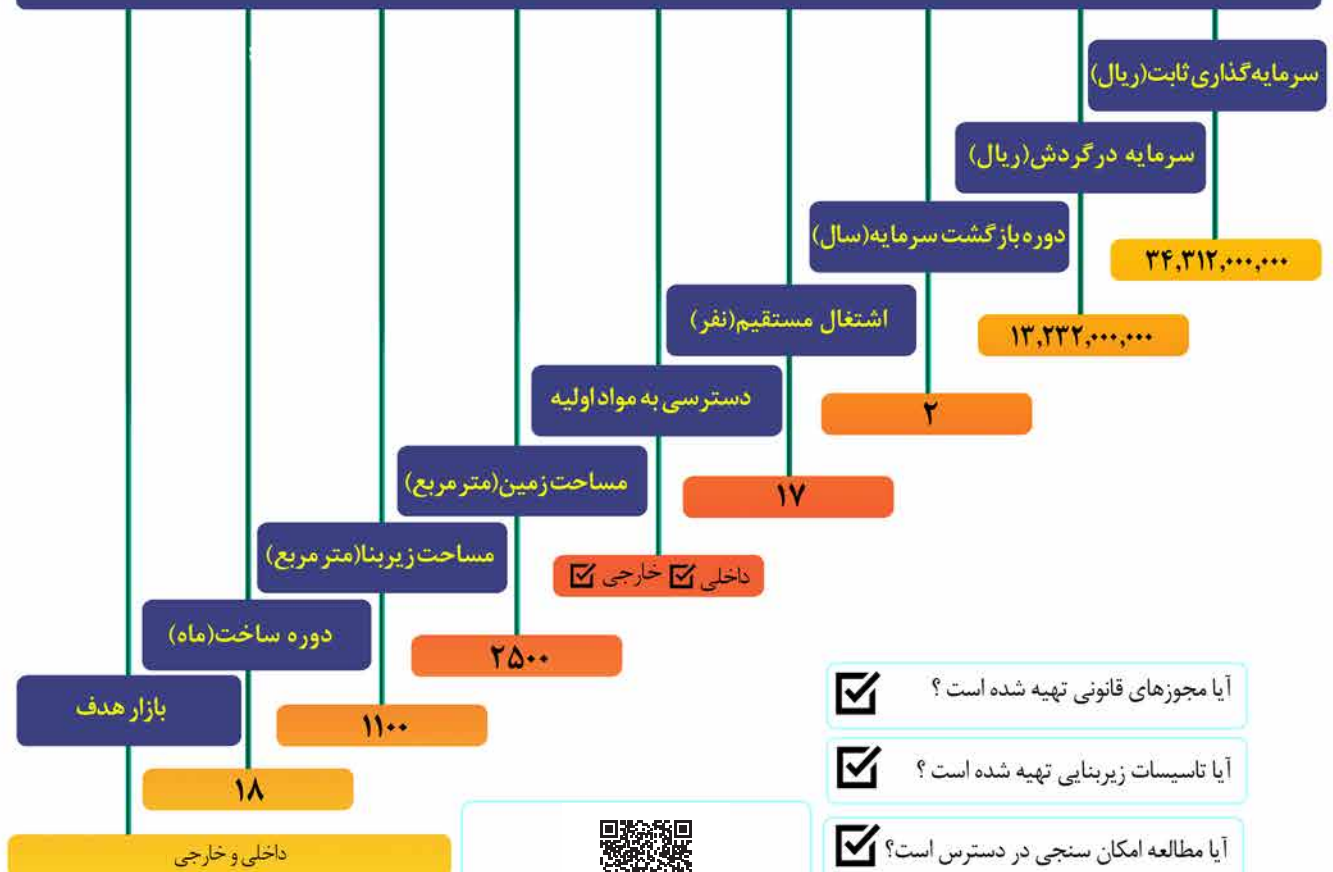 سرمایه‌گذاری ثابت(ریال)
۳۴,۳۱۲,۰۰۰,۰۰۰
سرمایه در گردش(ریال)
۱۳,۲۳۲,۰۰۰,۰۰۰
دوره بازگشت سرمایه(سال)
۲
اشتغال مستقیم(نفر)
۱۷
دسترسی به مواد اولیه
داخلی ☑ خارجی ☑
مساحت زمین(متر مربع)
۲۵۰۰
مساحت زیربنا(متر مربع)
۱۱۰۰
دوره ساخت(ماه)
۱۸
بازار هدف
داخلی و خارجی
آیا مجوزهای قانونی تهیه شده است ؟ ☑
آیا تاسیسات زیربنایی تهیه شده است ؟ ☑
آیا مطالعه امکان سنجی در دسترس است؟ ☑